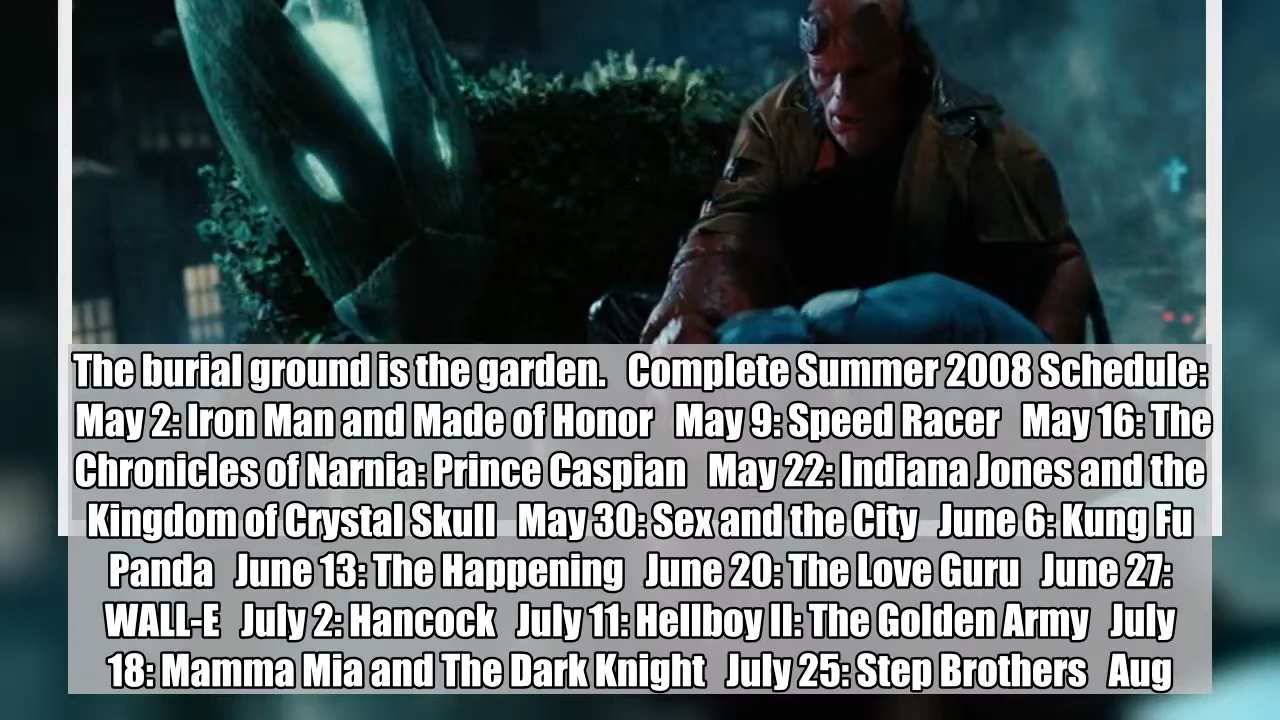 The burial ground is the garden. Complete Summer 2008 Schedule:
May 2: Iron Man and Made of Honor May 9: Speed Racer May 16: The
Chronicles of Narnia: Prince Caspian May 22: Indiana Jones and the
Kingdom of Crystal Skull May 30: Sex and the City June 6: Kung Fu
Panda June 13: The Happening June 20: The Love Guru June 27:
WALL-E July 2: Hancock July 11: Hellboy II: The Golden Army July
18: Mamma Mia and The Dark Knight July 25: Step Brothers Aug